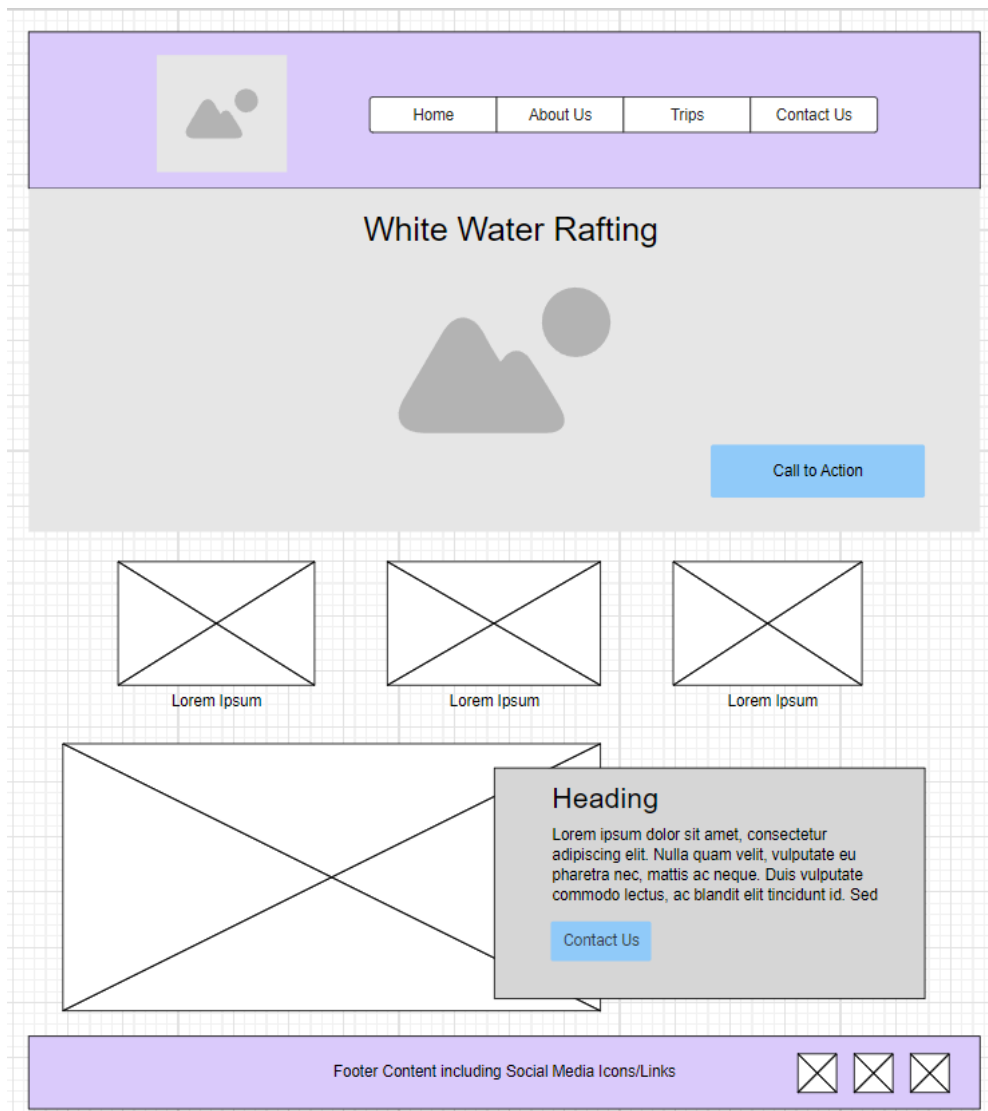 Home About Us Trips Contact Us
White Water Rafting
Call to Action
Lorem Ipsum Lorem Ipsum Lorem Ipsum
Heading
Lorem ipsum dolor sit amet, consectetur
adipiscing elit. Nulla quam velit, vulputate eu
pharetra nec, mattis ac neque. Duis vulputate
commodo lectus, ac blandit elit tincidunt id. Sed
Contact Us
Footer Content including Social Media Icons/Links